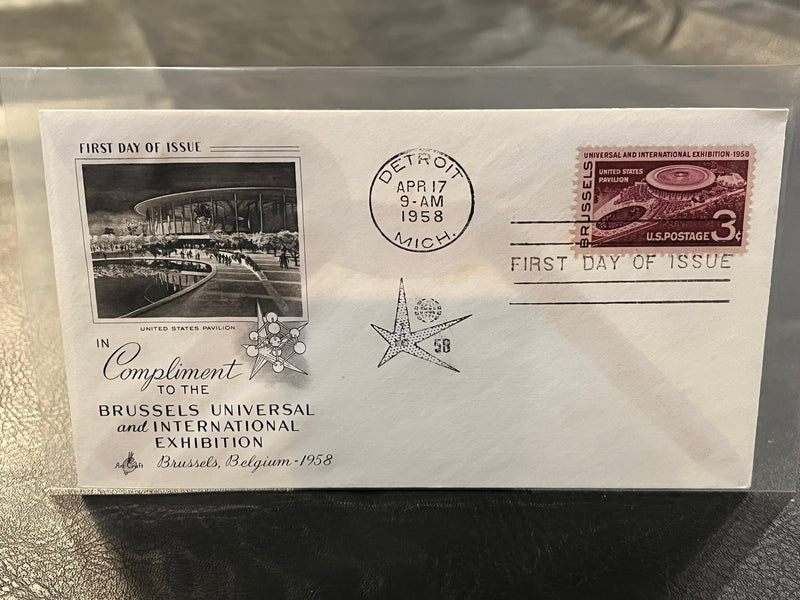 FIRST DAY OF ISSUE
UNITED STATES PAVILION
IN
Compliment
TO THE
BRUSSELS UNIVERSAL
and INTERNATIONAL
EXHIBITION
Art Craft
Brussels, Belgium - 1958
DETROIT
APR 17
9-AM
1958
MICH.
58
UNIVERSAL AND INTERNATIONAL EXHIBITION-1958
BRUSSELS
UNITED STATES
PAVILION
U.S. POSTAGE 3¢
FIRST DAY OF ISSUE